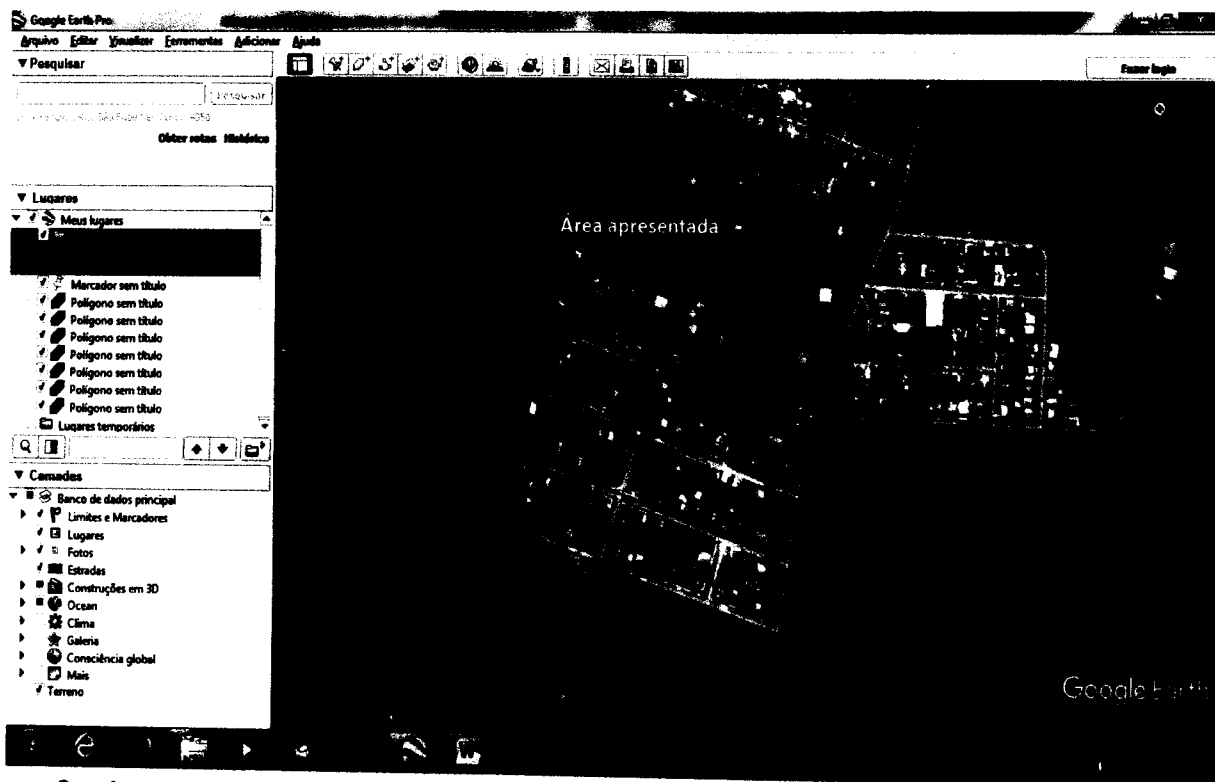 Google Earth Pro
Arquivo Editar Visualizar Ferramentas Adicionar Ajuda
▼ Pesquisar
Fazer login
Pesquisar
Obter rotas Histórico
▼ Lugares
Meus lugares
Marcador sem título
Polígono sem título
Polígono sem título
Polígono sem título
Polígono sem título
Polígono sem título
Polígono sem título
Polígono sem título
Lugares temporários
▼ Camadas
Banco de dados principal
Limites e Marcadores
Lugares
Fotos
Estradas
Construções em 3D
Ocean
Clima
Galeria
Consciência global
Mais
Terreno
Área apresentada
Google Earth